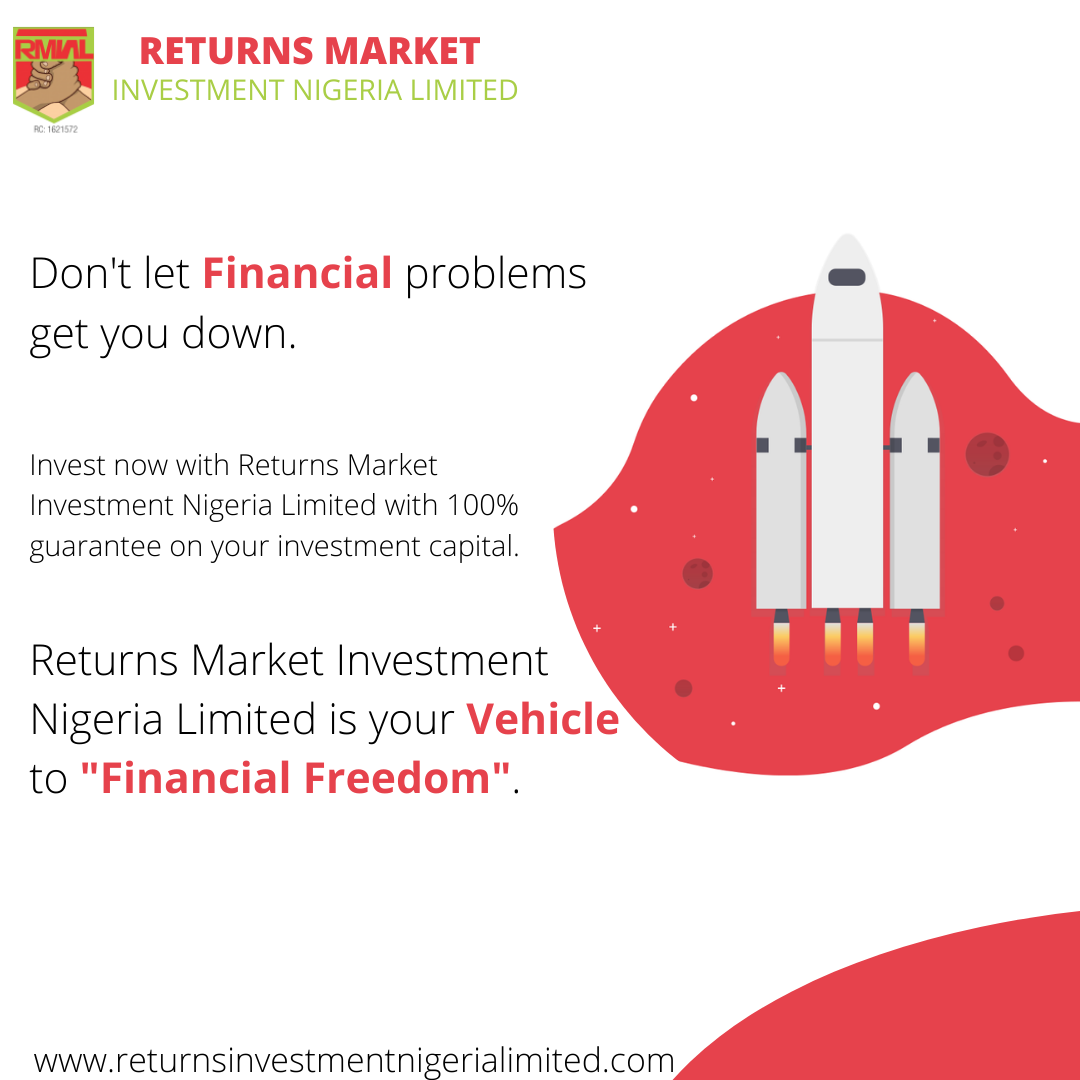 RMIAL
RC: 1621572
RETURNS MARKET
INVESTMENT NIGERIA LIMITED
Don't let Financial problems
get you down.
Invest now with Returns Market
Investment Nigeria Limited with 100%
guarantee on your investment capital.
Returns Market Investment
Nigeria Limited is your Vehicle
to "Financial Freedom".
www.returnsinvestmentnigerialimited.com